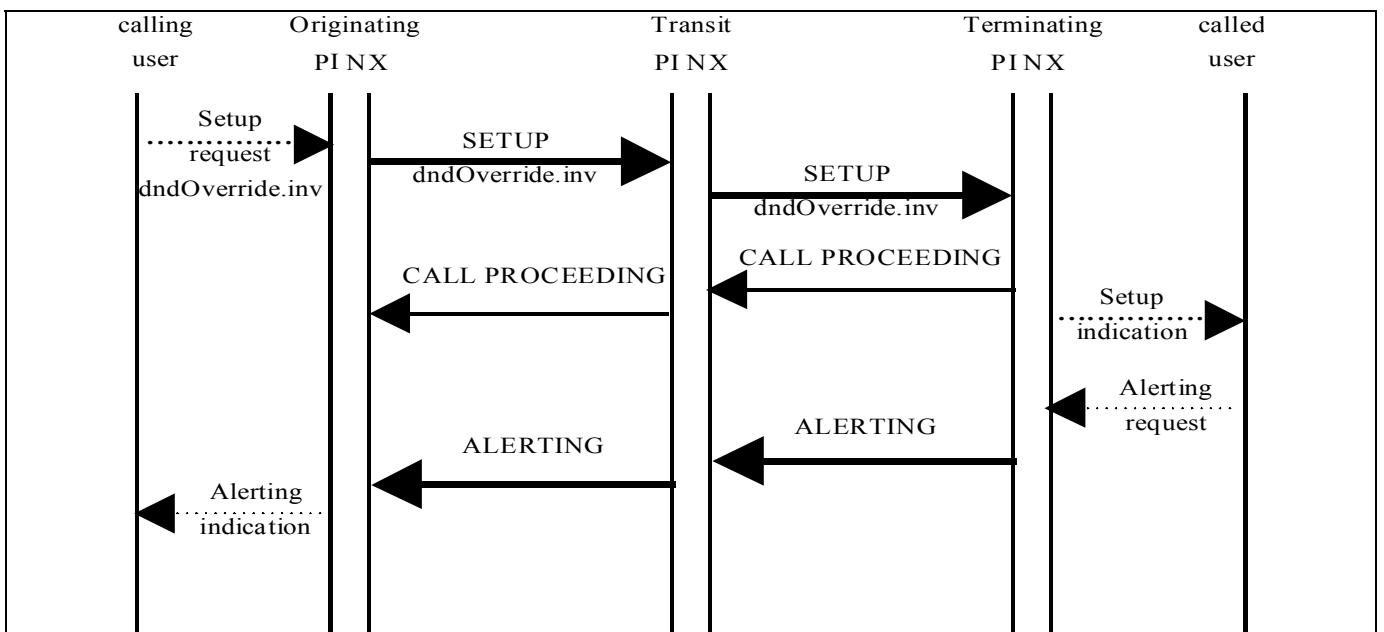 calling Originating Transit Terminating called
user PINX PINX PINX user
Setup
request
dndOverride.inv
SETUP
dndOverride.inv
SETUP
dndOverride.inv
CALL PROCEEDING
CALL PROCEEDING
Setup
indication
Alerting
request
ALERTING
ALERTING
Alerting
indication